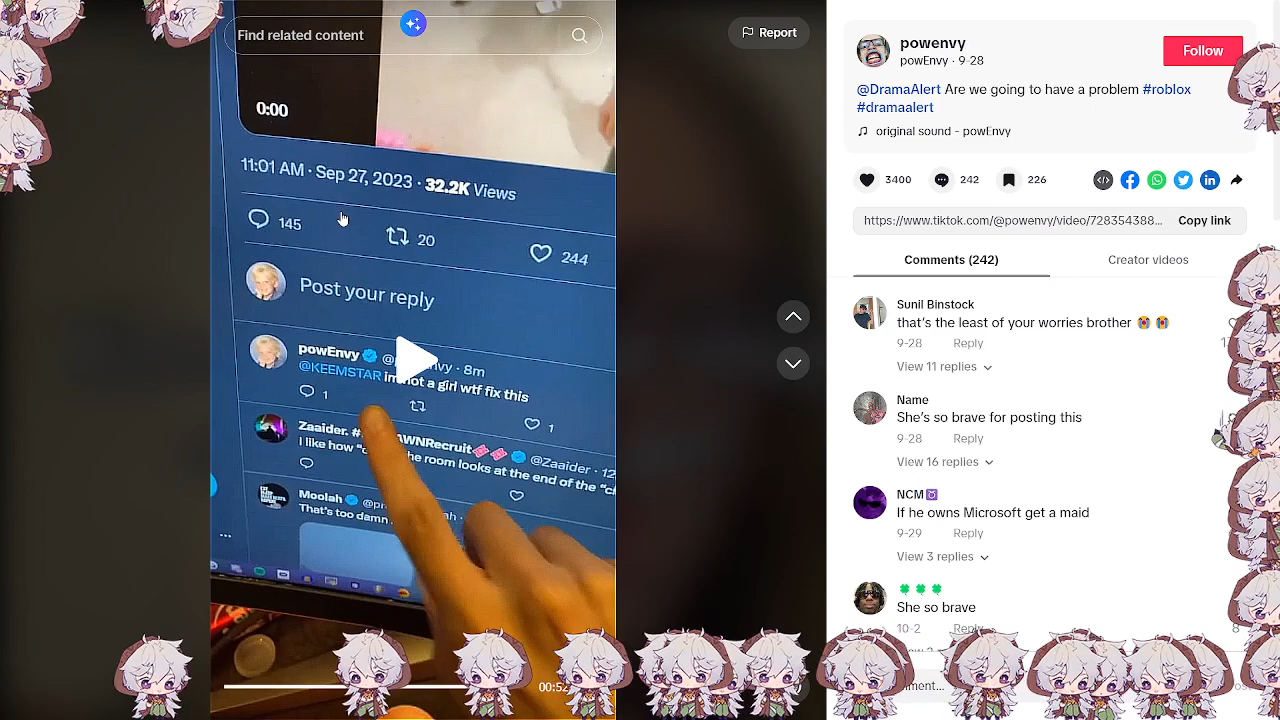 Find related content
Report
0:00
11:01 AM · Sep 27, 2023 · 32.2K Views
145
20
244
Post your reply
powEnvy · 8m
@KEEMSTAR im not a girl wtf fix this
1
1
Zaaider. AWNRecruit @Zaaider · 12
I like how the room looks at the end of the
Moolah
That's too damn
00:52
powenvy
powEnvy · 9-28
Follow
@DramaAlert Are we going to have a problem #roblox
#dramaalert
original sound - powEnvy
3400
242
226
https://www.tiktok.com/@powenvy/video/728354388...
Copy link
Comments (242)
Creator videos
Sunil Binstock
that's the least of your worries brother 😭 😭
9-28
Reply
View 11 replies
Name
She's so brave for posting this
9-28
Reply
View 16 replies
NCM♉
If he owns Microsoft get a maid
9-29
Reply
View 3 replies
🍀 🍀 🍀
She so brave
10-2
Reply
8